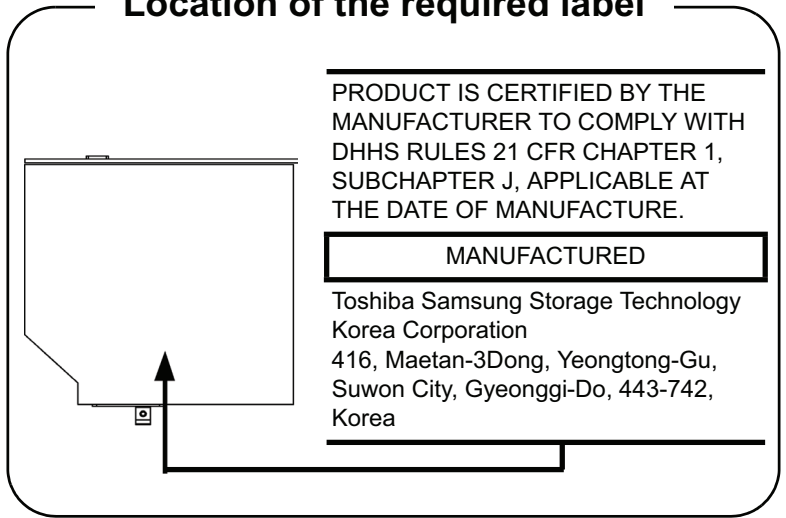 Location of the required label
PRODUCT IS CERTIFIED BY THE
MANUFACTURER TO COMPLY WITH
DHHS RULES 21 CFR CHAPTER 1,
SUBCHAPTER J, APPLICABLE AT
THE DATE OF MANUFACTURE.
MANUFACTURED
Toshiba Samsung Storage Technology
Korea Corporation
416, Maetan-3Dong, Yeongtong-Gu,
Suwon City, Gyeonggi-Do, 443-742,
Korea